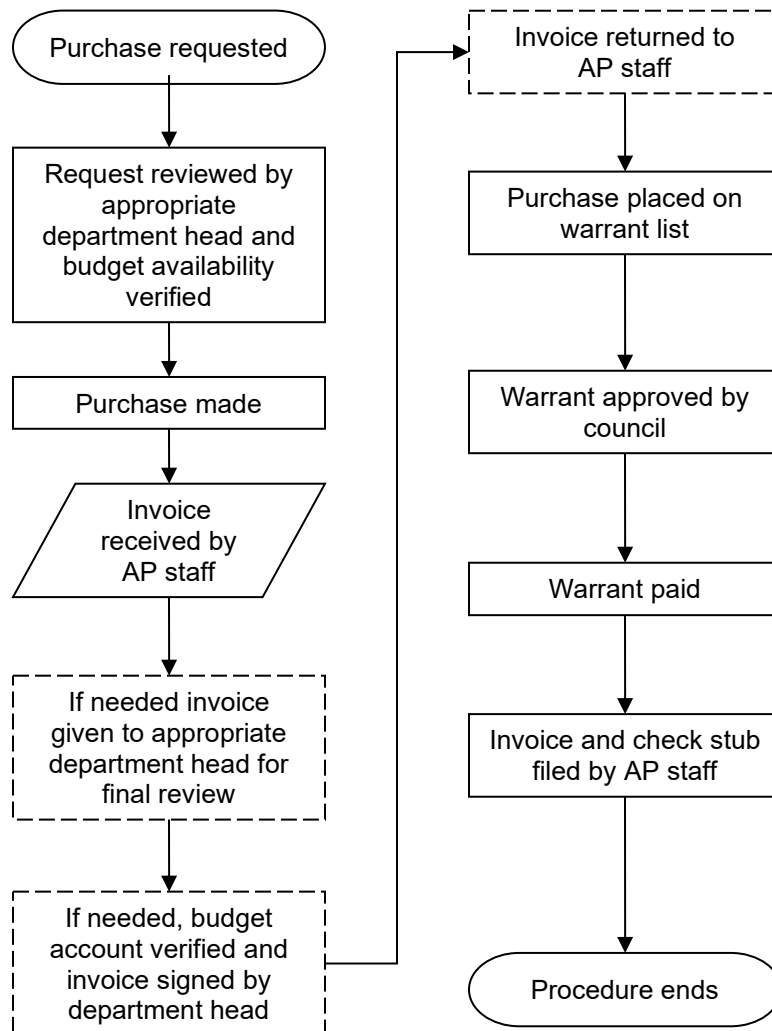 Purchase requested
Request reviewed by
appropriate
department head and
budget availability
verified
Purchase made
Invoice
received by
AP staff
If needed invoice
given to appropriate
department head for
final review
If needed, budget
account verified and
invoice signed by
department head
Invoice returned to
AP staff
Purchase placed on
warrant list
Warrant approved by
council
Warrant paid
Invoice and check stub
filed by AP staff
Procedure ends